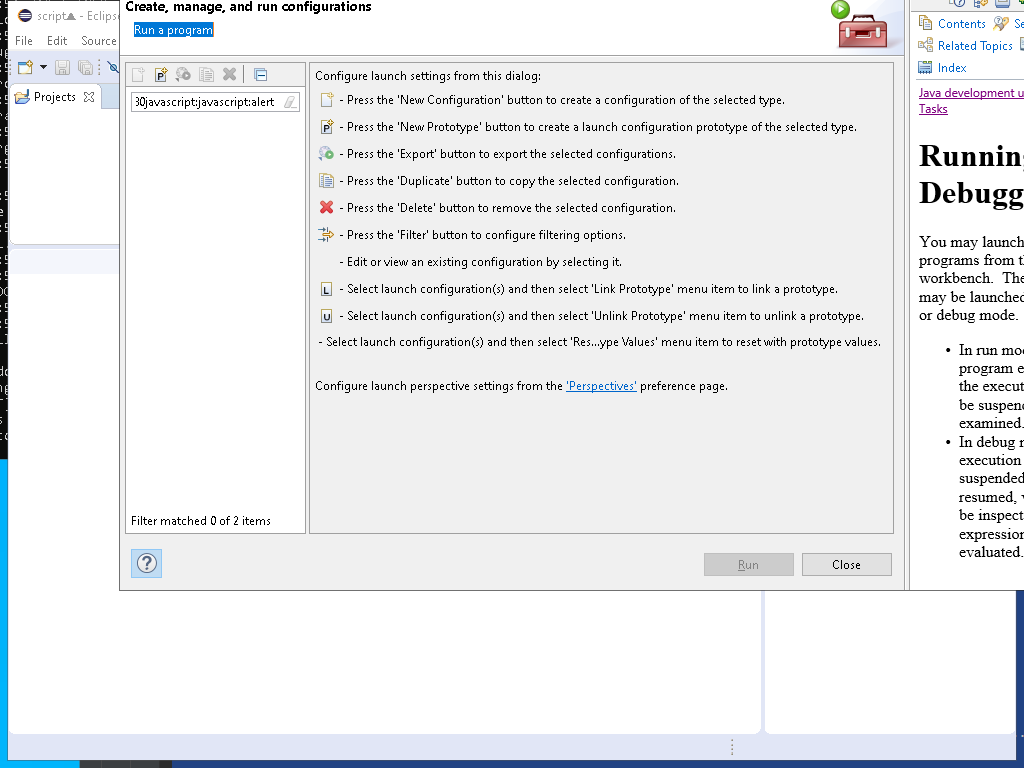 script▲ - Eclipse
File Edit Source
Projects
Create, manage, and run configurations
Run a program
30javascript:javascript:alert
Filter matched 0 of 2 items
Configure launch settings from this dialog:
- Press the 'New Configuration' button to create a configuration of the selected type.
P - Press the 'New Prototype' button to create a launch configuration prototype of the selected type.
- Press the 'Export' button to export the selected configurations.
- Press the 'Duplicate' button to copy the selected configuration.
- Press the 'Delete' button to remove the selected configuration.
- Press the 'Filter' button to configure filtering options.
- Edit or view an existing configuration by selecting it.
L - Select launch configuration(s) and then select 'Link Prototype' menu item to link a prototype.
U - Select launch configuration(s) and then select 'Unlink Prototype' menu item to unlink a prototype.
- Select launch configuration(s) and then select 'Res...ype Values' menu item to reset with prototype values.
Configure launch perspective settings from the 'Perspectives' preference page.
?
Run
Close
Contents Se
Related Topics
Index
Java development u
Tasks
Running
Debugg
You may launch
programs from th
workbench. The
may be launched
or debug mode.
• In run mod
program e
the execut
be suspend
examined.
• In debug m
execution
suspended
resumed, v
be inspect
expression
evaluated.